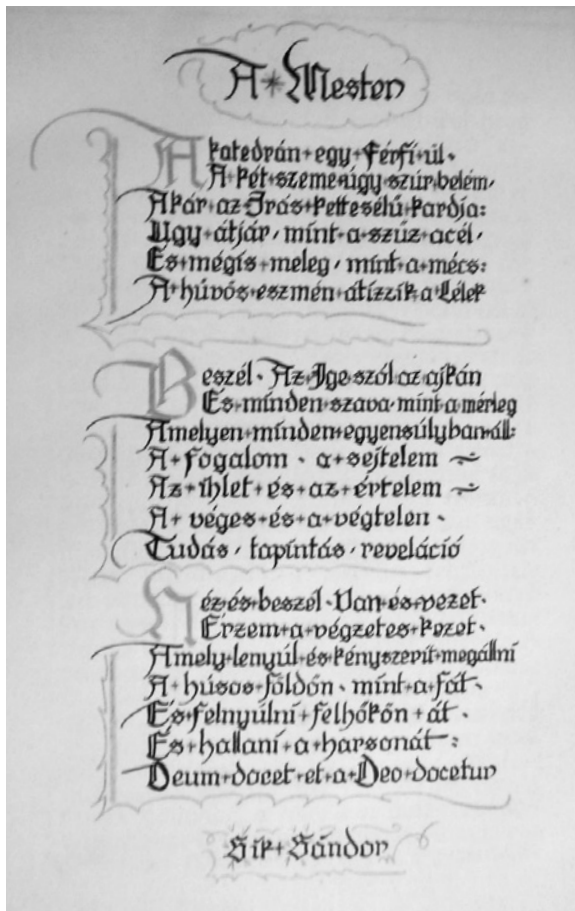 A Mester
A katedrán egy férfi ül.
A két szeme úgy szúr belém,
Akár az Írás kettesélű kardja:
Úgy átjár, mint a szűz acél,
És mégis meleg, mint a mécs:
A hűvös eszmén átizzik a Lélek
Beszél. Az Ige szól az ajkán
És minden szava mint a mérleg
Amelyen minden egyensúlyban áll:
A fogalom . a sejtelem ~
Az ihlet és az értelem ~
A véges és a végtelen .
Tudás, tapintás, reveláció
Néz és beszél. Van és vezet.
Érzem a végzetes kezet.
Amely lenyúl és kényszerít megállni
A húsos földön . mint a fát .
És felnyúlni felhőkön át .
És hallani a harsonát :
Deum docet et a Deo docetur
Sík Sándor